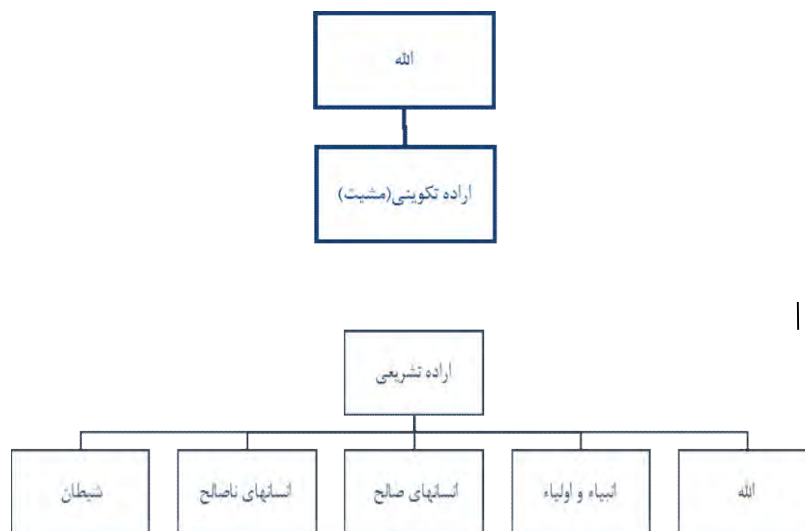 الله
اراده تکوینی(مشیت)
اراده تشریعی
الله
انبیاء و اولیاء
انسانهای صالح
انسانهای ناصالح
شیطان